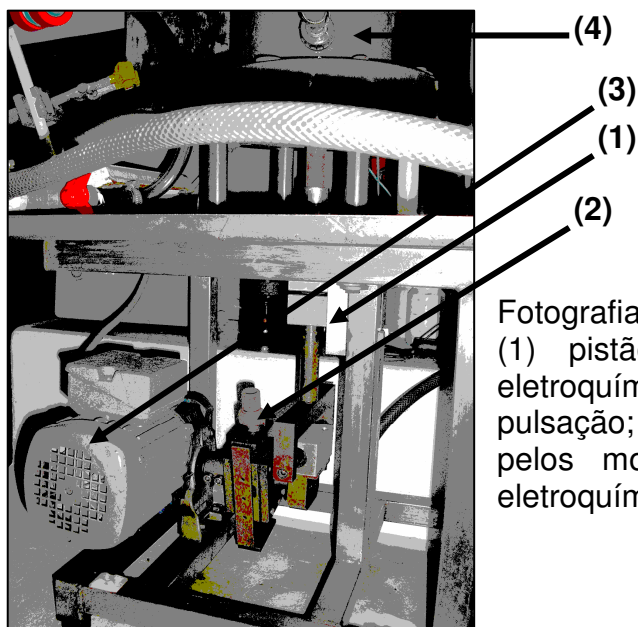 (4)
(3)
(1)
(2)
Fotografia
(1) pistão
eletroquím
pulsação;
pelos mo
eletroquím